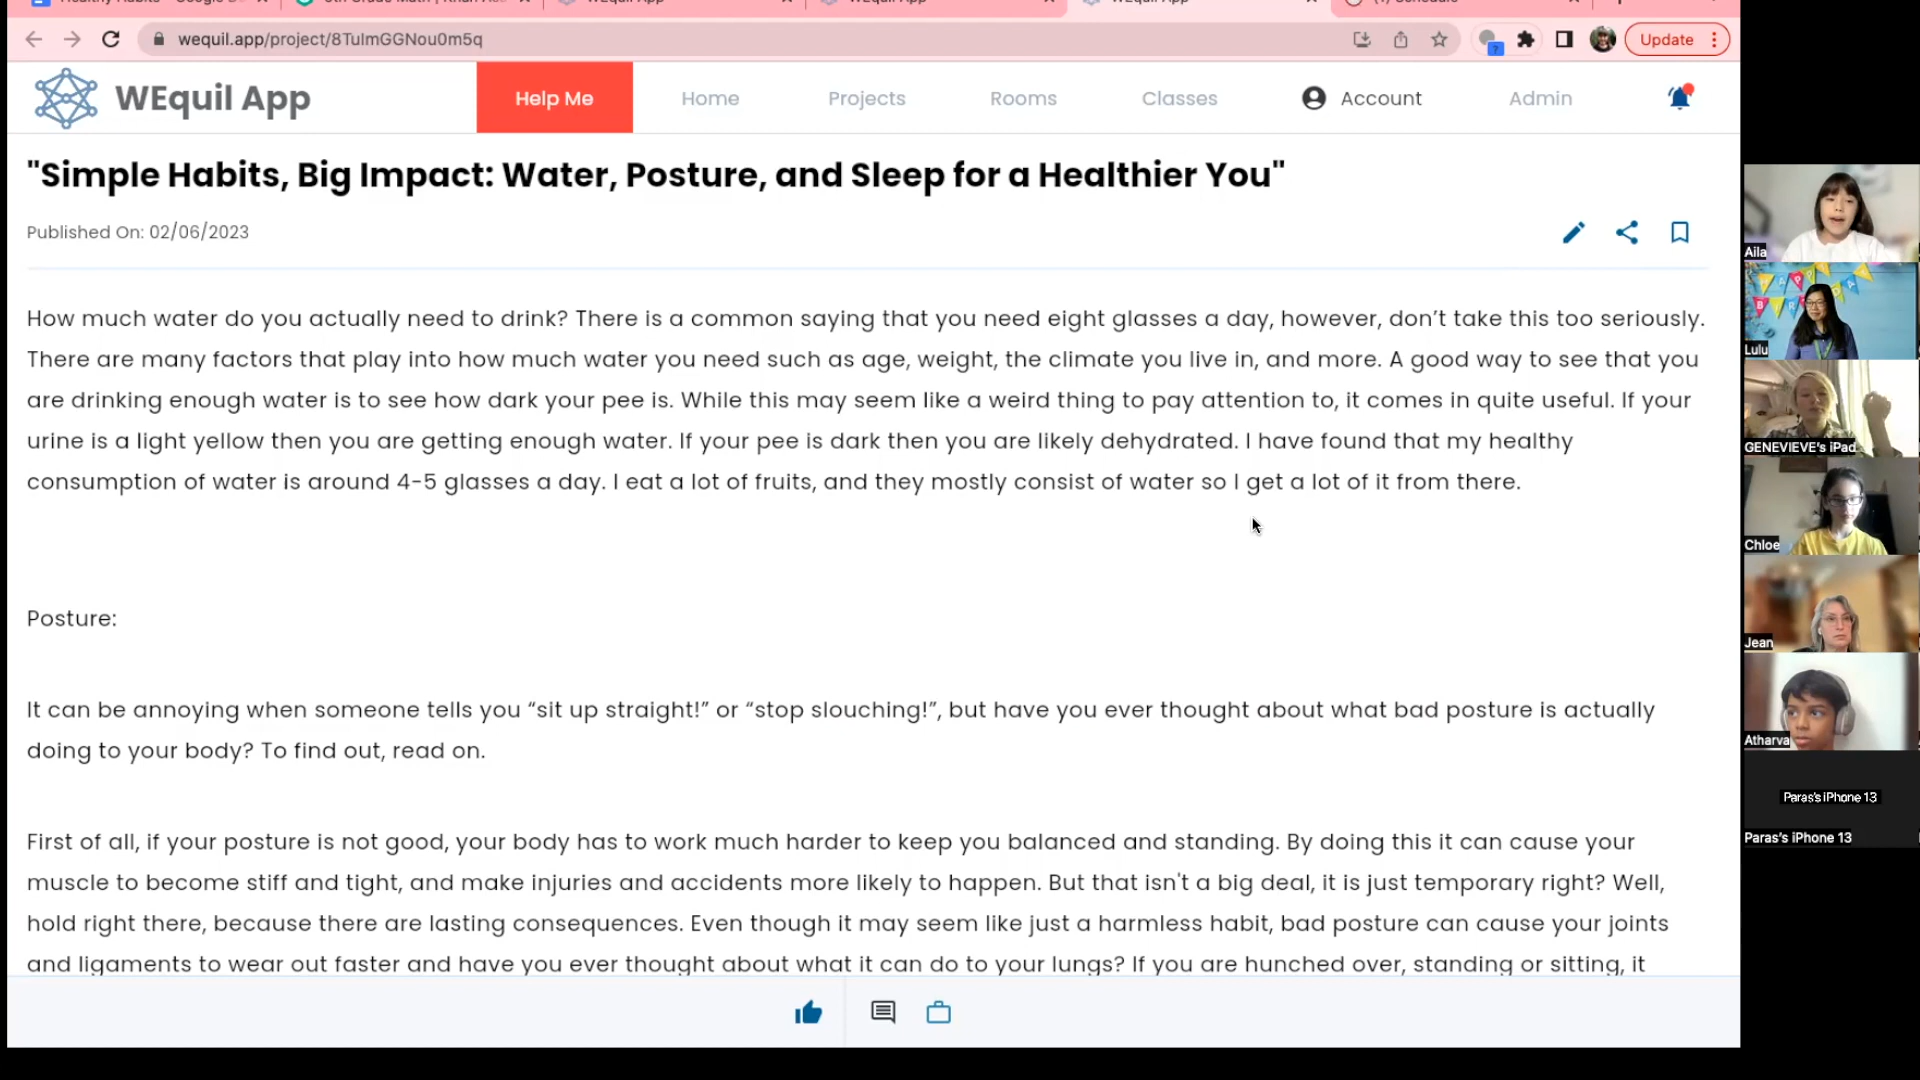 wequil.app/project/8TulmGGNou0m5q
Update
WEquil App
Help Me
Home
Projects
Rooms
Classes
Account
Admin
"Simple Habits, Big Impact: Water, Posture, and Sleep for a Healthier You"
Published On: 02/06/2023
How much water do you actually need to drink? There is a common saying that you need eight glasses a day, however, don’t take this too seriously.
There are many factors that play into how much water you need such as age, weight, the climate you live in, and more. A good way to see that you
are drinking enough water is to see how dark your pee is. While this may seem like a weird thing to pay attention to, it comes in quite useful. If your
urine is a light yellow then you are getting enough water. If your pee is dark then you are likely dehydrated. I have found that my healthy
consumption of water is around 4-5 glasses a day. I eat a lot of fruits, and they mostly consist of water so I get a lot of it from there.
Posture:
It can be annoying when someone tells you “sit up straight!” or “stop slouching!”, but have you ever thought about what bad posture is actually
doing to your body? To find out, read on.
First of all, if your posture is not good, your body has to work much harder to keep you balanced and standing. By doing this it can cause your
muscle to become stiff and tight, and make injuries and accidents more likely to happen. But that isn't a big deal, it is just temporary right? Well,
hold right there, because there are lasting consequences. Even though it may seem like just a harmless habit, bad posture can cause your joints
and ligaments to wear out faster and have you ever thought about what it can do to your lungs? If you are hunched over, standing or sitting, it
Aila
Lulu
GENEVIEVE's iPad
Chloe
Jean
Atharva
Paras's iPhone 13
Paras's iPhone 13